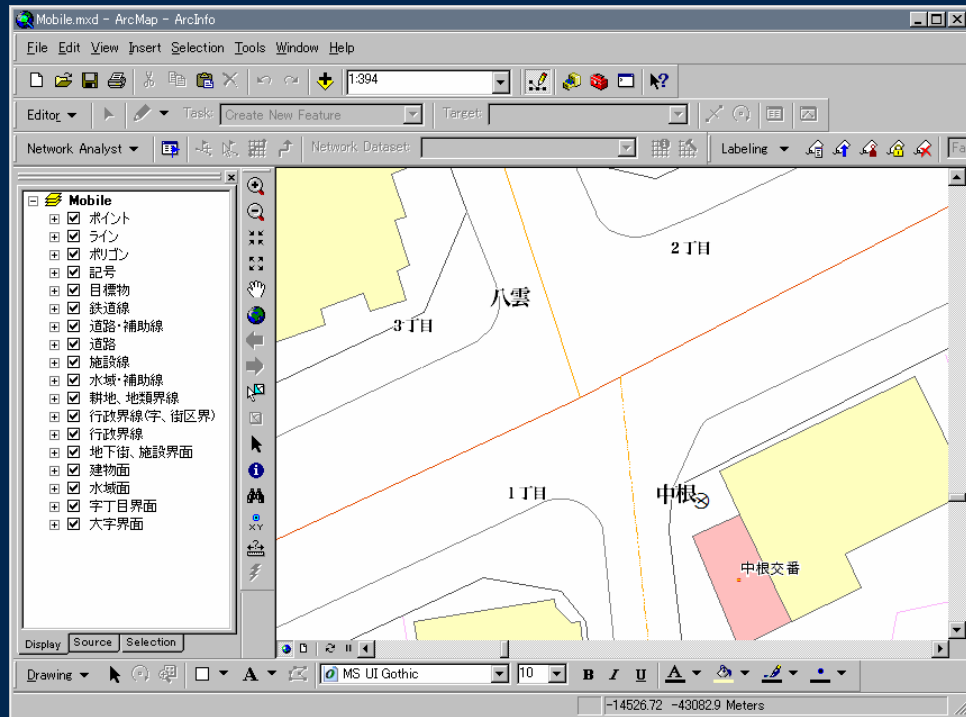 Mobile.mxd - ArcMap - ArcInfo
File Edit View Insert Selection Tools Window Help
1:394
Editor Task: Create New Feature Target:
Network Analyst Network Dataset: Labeling Fa
Mobile
ポイント
ライン
ポリゴン
記号
目標物
鉄道線
道路・補助線
道路
施設線
水域・補助線
耕地、地類界線
行政界線(字、街区界)
行政界線
地下街、施設界面
建物面
水域面
字丁目界面
大字界面
Display Source Selection
2丁目
八雲
3丁目
1丁目
中根
中根交番
Drawing A MS UI Gothic 10 B I U A
-14526.72 -43082.9 Meters